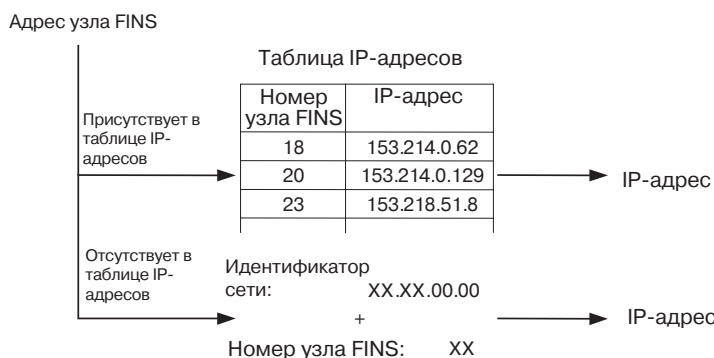 Адрес узла FINS
Таблица IP-адресов
Номер узла FINS IP-адрес
Присутствует в
таблице IP-
адресов
18 153.214.0.62
20 153.214.0.129
23 153.218.51.8
IP-адрес
Отсутствует в
таблице IP-
адресов
Идентификатор
сети: XX.XX.00.00
+
Номер узла FINS: XX
IP-адрес